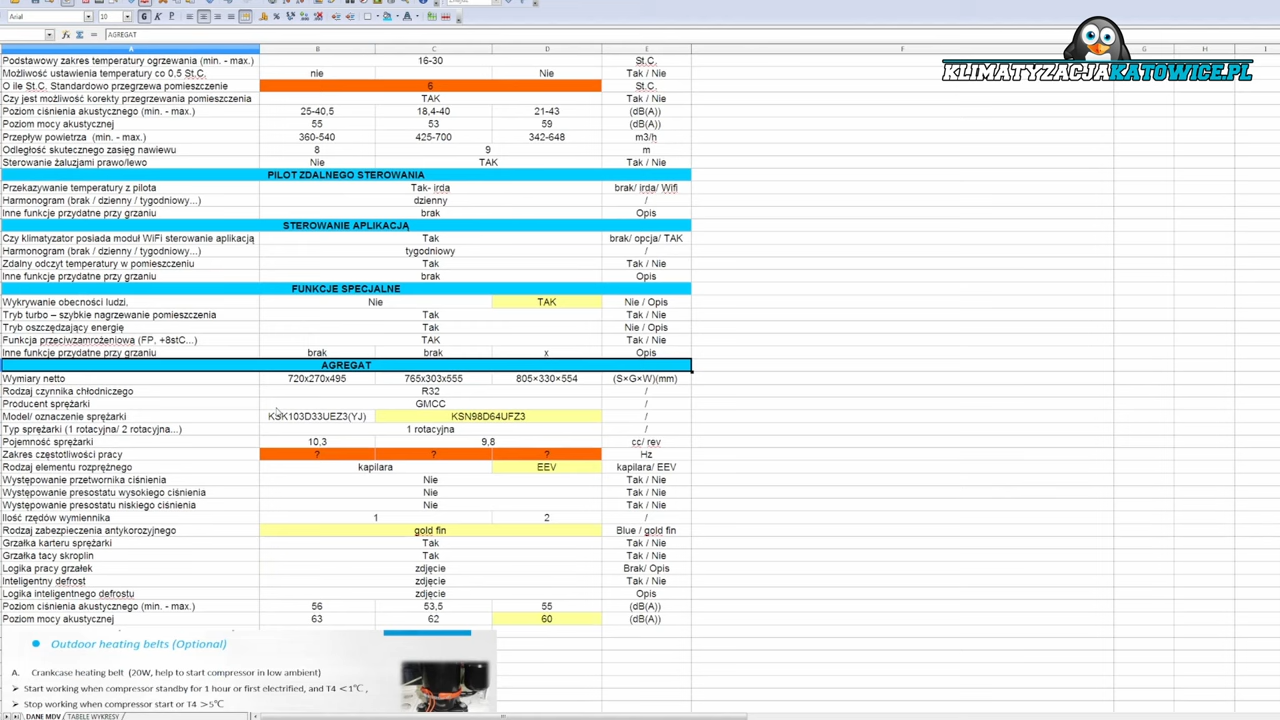 Arial 10
AGREGAT
A B C D E F G H I
Podstawowy zakres temperatury ogrzewania (min. - max.) 16-30 St.C.
Możliwość ustawienia temperatury co 0,5 St.C. nie Nie Tak / Nie
O ile St.C. Standardowo przegrzewa pomieszczenie 6 St.C.
Czy jest możliwość korekty przegrzewania pomieszczenia TAK Tak / Nie
Poziom ciśnienia akustycznego (min. - max.) 25-40,5 18,4-40 21-43 (dB(A))
Poziom mocy akustycznej 55 53 59 (dB(A))
Przepływ powietrza (min. - max.) 360-540 425-700 342-648 m3/h
Odległość skutecznego zasięg nawiewu 8 9 m
Sterowanie żaluzjami prawo/lewo Nie TAK Tak / Nie
PILOT ZDALNEGO STEROWANIA
Przekazywanie temperatury z pilota Tak- irda brak/ irda/ Wifi
Harmonogram (brak / dzienny / tygodniowy...) dzienny /
Inne funkcje przydatne przy grzaniu brak Opis
STEROWANIE APLIKACJĄ
Czy klimatyzator posiada moduł WiFi sterowanie aplikacją Tak brak/ opcja/ TAK
Harmonogram (brak / dzienny / tygodniowy...) tygodniowy /
Zdalny odczyt temperatury w pomieszczeniu Tak Tak / Nie
Inne funkcje przydatne przy grzaniu brak Opis
FUNKCJE SPECJALNE
Wykrywanie obecności ludzi, Nie TAK Nie / Opis
Tryb turbo – szybkie nagrzewanie pomieszczenia Tak Tak / Nie
Tryb oszczędzający energię Tak Nie / Opis
Funkcja przeciwzamrożeniowa (FP, +8stC...) TAK Tak / Nie
Inne funkcje przydatne przy grzaniu brak brak x Opis
AGREGAT
Wymiary netto 720x270x495 765x303x555 805×330×554 (S×G×W)(mm)
Rodzaj czynnika chłodniczego R32 /
Producent sprężarki GMCC /
Model/ oznaczenie sprężarki KSK103D33UEZ3(YJ) KSN98D64UFZ3 /
Typ sprężarki (1 rotacyjna/ 2 rotacyjna...) 1 rotacyjna /
Pojemność sprężarki 10,3 9,8 cc/ rev
Zakres częstotliwości pracy ? ? ? Hz
Rodzaj elementu rozprężnego kapilara EEV kapilara/ EEV
Występowanie przetwornika ciśnienia Nie Tak / Nie
Występowanie presostatu wysokiego ciśnienia Nie Tak / Nie
Występowanie presostatu niskiego ciśnienia Nie Tak / Nie
Ilość rzędów wymiennika 1 2 /
Rodzaj zabezpieczenia antykorozyjnego gold fin Blue / gold fin
Grzałka karteru sprężarki Tak Tak / Nie
Grzałka tacy skroplin Tak Tak / Nie
Logika pracy grzałek zdjęcie Brak/ Opis
Inteligentny defrost zdjęcie Tak / Nie
Logika inteligentnego defrostu zdjęcie Opis
Poziom ciśnienia akustycznego (min. - max.) 56 53,5 55 (dB(A))
Poziom mocy akustycznej 63 62 60 (dB(A))
Outdoor heating belts (Optional)
A. Crankcase heating belt (20W, help to start compressor in low ambient)
➢ Start working when compressor standby for 1 hour or first electrified, and T4 <1℃ ,
➢ Stop working when compressor start or T4 >5℃
DANE MDV TABELE WYKRESY
KLIMATYZACJAKATOWICE.PL